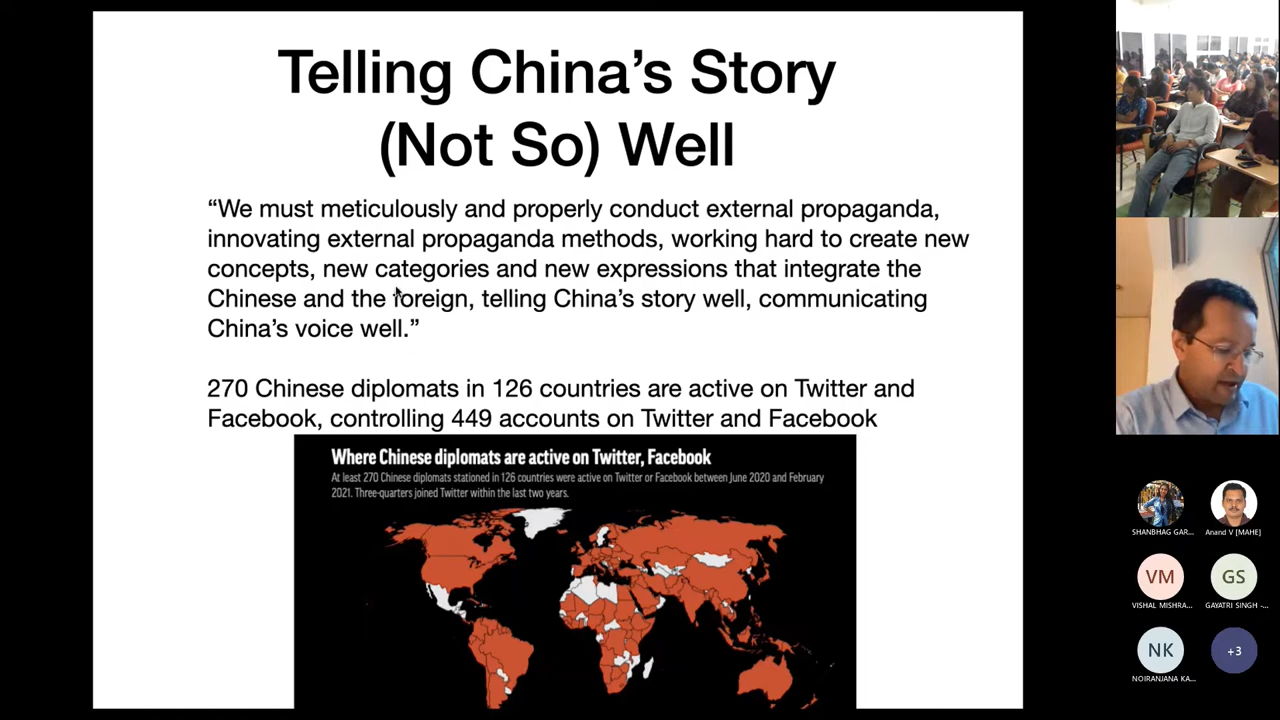 Telling China's Story
(Not So) Well
“We must meticulously and properly conduct external propaganda,
innovating external propaganda methods, working hard to create new
concepts, new categories and new expressions that integrate the
Chinese and the foreign, telling China's story well, communicating
China's voice well.”
270 Chinese diplomats in 126 countries are active on Twitter and
Facebook, controlling 449 accounts on Twitter and Facebook
Where Chinese diplomats are active on Twitter, Facebook
At least 270 Chinese diplomats stationed in 126 countries were active on Twitter or Facebook between June 2020 and February
2021. Three-quarters joined Twitter within the last two years.
SHANBHAG GAR...
Anand V [MAHE]
VM
VISHAL MISHRA...
GS
GAYATRI SINGH -...
NK
NOIRANJANA KA...
+3